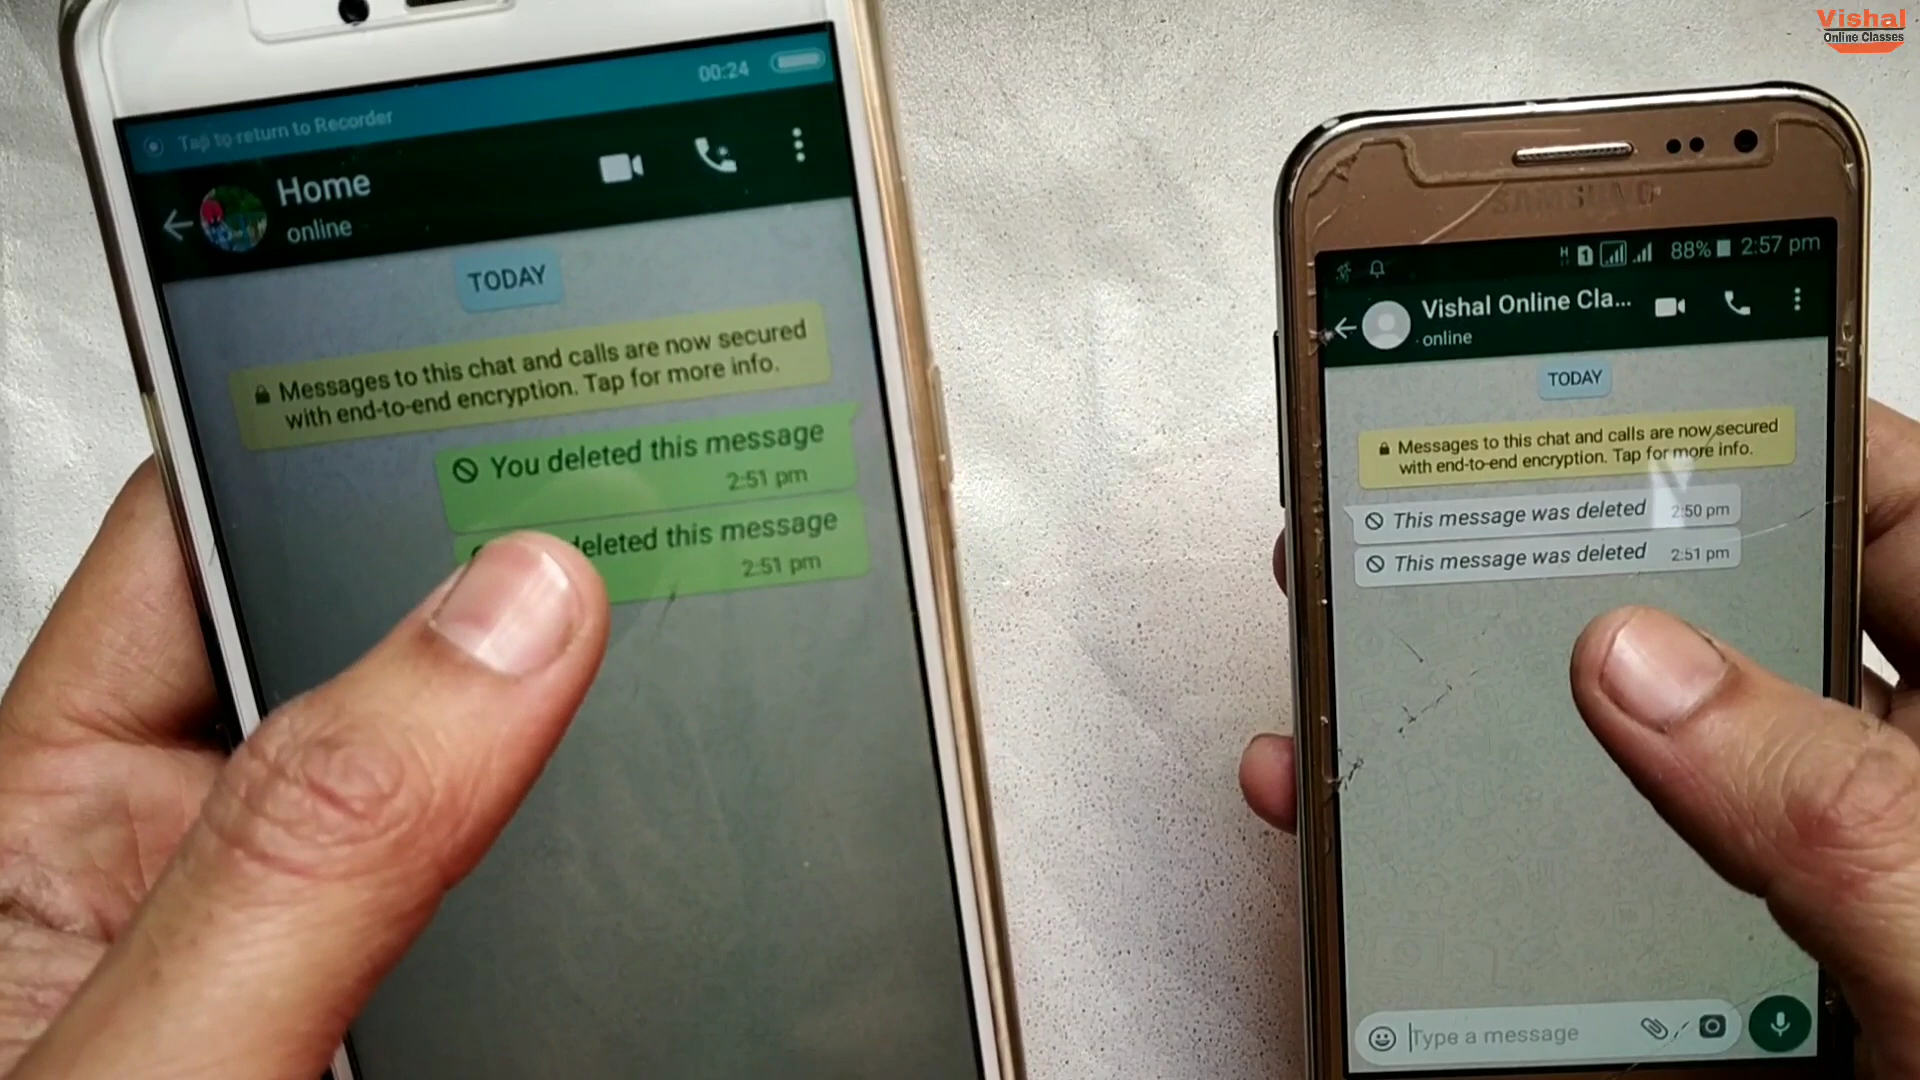 Vishal
Online Classes
00:24
Tap to return to Recorder
Home
online
TODAY
Messages to this chat and calls are now secured
with end-to-end encryption. Tap for more info.
You deleted this message
2:51 pm
deleted this message
2:51 pm
SAMSUNG
H 1 88% 2:57 pm
Vishal Online Cla...
online
TODAY
Messages to this chat and calls are now secured
with end-to-end encryption. Tap for more info.
This message was deleted 2:50 pm
This message was deleted 2:51 pm
Type a message